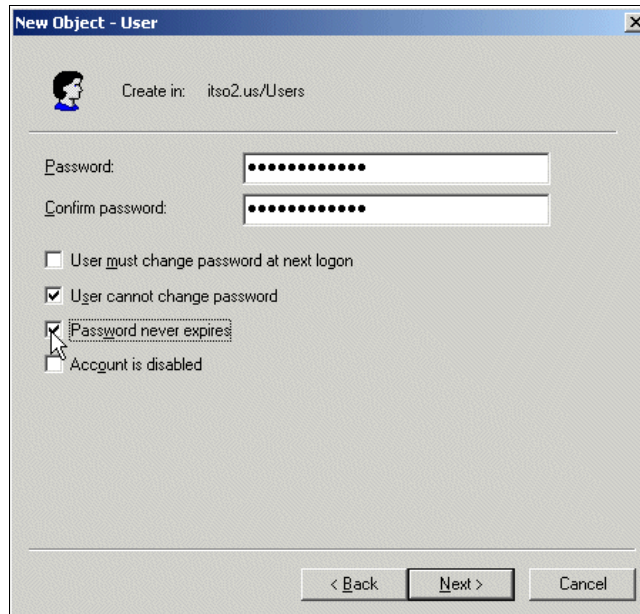 New Object - User
Create in: itso2.us/Users
Password: ●●●●●●●●●●●●
Confirm password: ●●●●●●●●●●●●
User must change password at next logon
User cannot change password
Password never expires
Account is disabled
< Back Next > Cancel